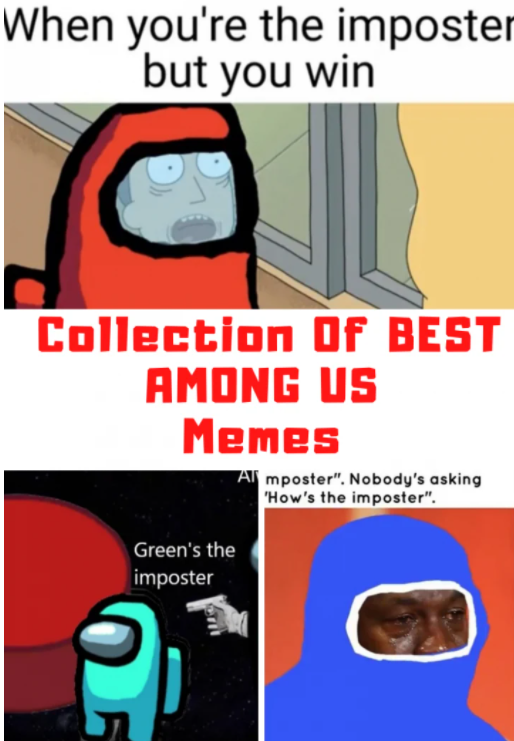 When you're the imposter
but you win
Collection Of BEST
AMONG US
Memes
mposter". Nobody's asking
'How's the imposter".
Green's the
imposter